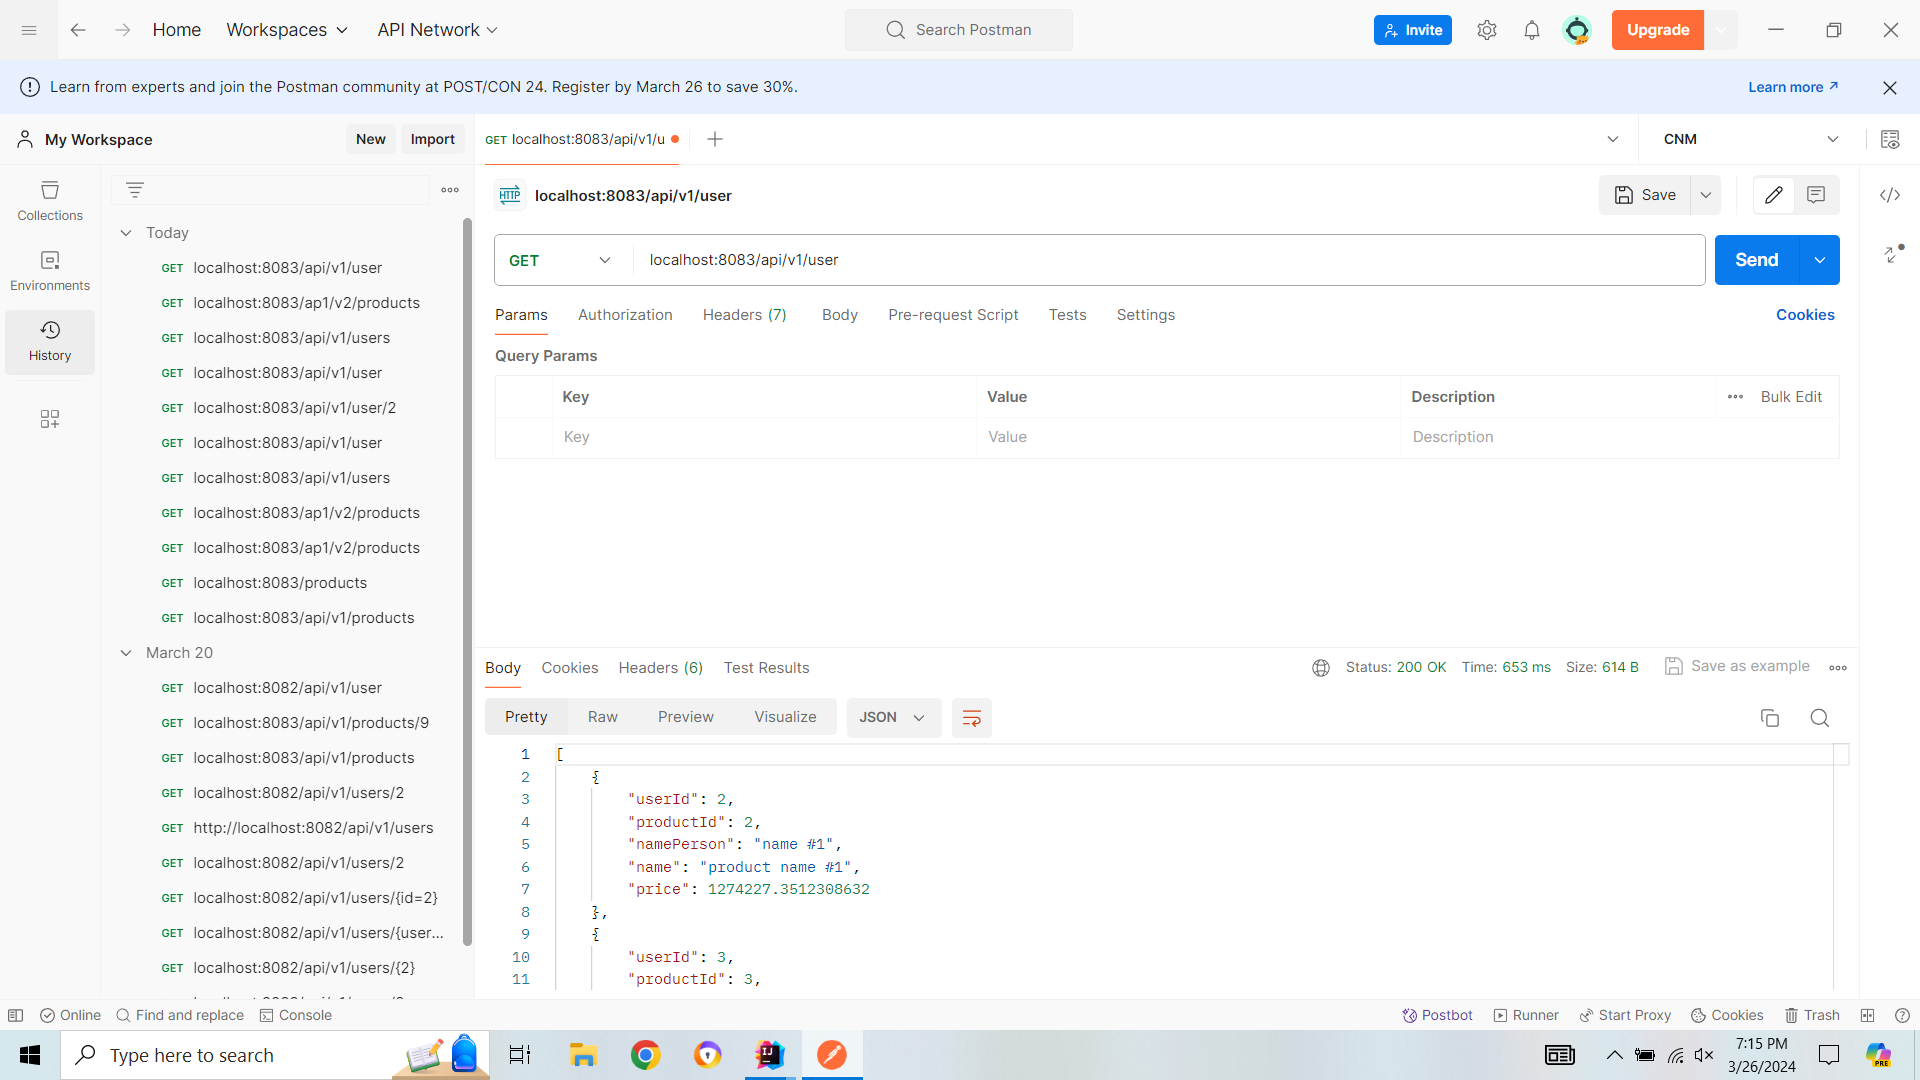 Home Workspaces API Network Search Postman Invite Upgrade
Learn from experts and join the Postman community at POST/CON 24. Register by March 26 to save 30%. Learn more
My Workspace New Import GET localhost:8083/api/v1/u CNM
HTTP localhost:8083/api/v1/user Save
Collections
Environments
History
Today
GET localhost:8083/api/v1/user
GET localhost:8083/ap1/v2/products
GET localhost:8083/api/v1/users
GET localhost:8083/api/v1/user
GET localhost:8083/api/v1/user/2
GET localhost:8083/api/v1/user
GET localhost:8083/api/v1/users
GET localhost:8083/ap1/v2/products
GET localhost:8083/ap1/v2/products
GET localhost:8083/products
GET localhost:8083/api/v1/products
March 20
GET localhost:8082/api/v1/user
GET localhost:8083/api/v1/products/9
GET localhost:8083/api/v1/products
GET localhost:8082/api/v1/users/2
GET http://localhost:8082/api/v1/users
GET localhost:8082/api/v1/users/2
GET localhost:8082/api/v1/users/{id=2}
GET localhost:8082/api/v1/users/{user...
GET localhost:8082/api/v1/users/{2}
GET localhost:8083/api/v1/user Send
Params Authorization Headers (7) Body Pre-request Script Tests Settings Cookies
Query Params
Key Value Description Bulk Edit
Key Value Description
Body Cookies Headers (6) Test Results Status: 200 OK Time: 653 ms Size: 614 B Save as example
Pretty Raw Preview Visualize JSON
1 [
2 {
3 "userId": 2,
4 "productId": 2,
5 "namePerson": "name #1",
6 "name": "product name #1",
7 "price": 1274227.3512308632
8 },
9 {
10 "userId": 3,
11 "productId": 3,
Online Find and replace Console Postbot Runner Start Proxy Cookies Trash
Type here to search
7:15 PM
3/26/2024
PRE